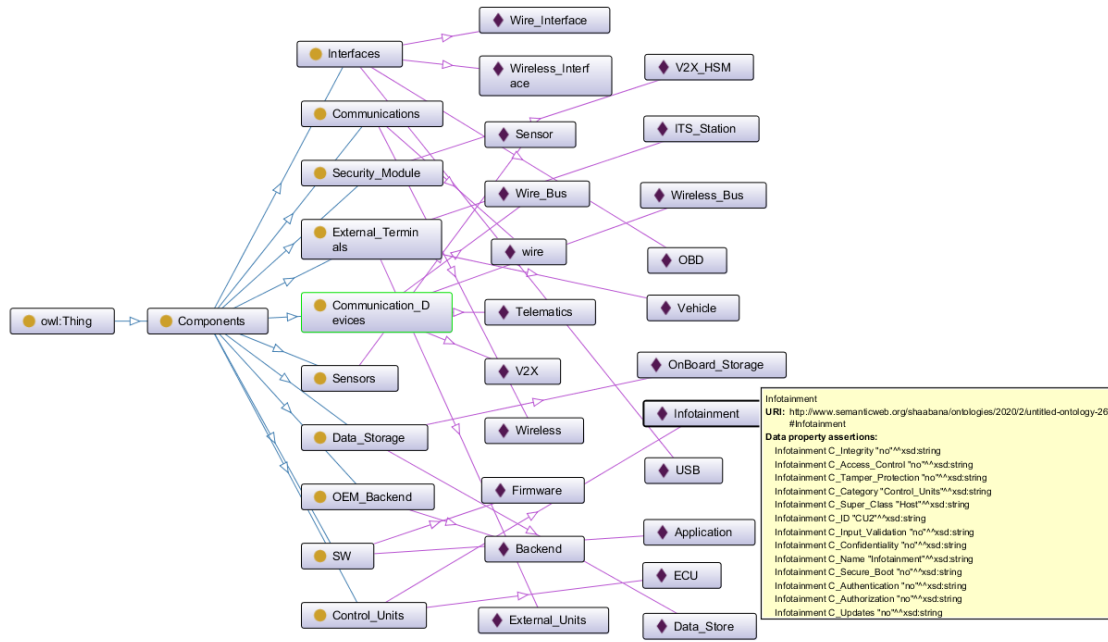 Wire_Interface
Interfaces
Wireless_Interf
ace
V2X_HSM
Communications
Sensor
ITS_Station
Security_Module
Wire_Bus
Wireless_Bus
External_Termin
als
wire
OBD
Communication_D
evices
Telematics
Vehicle
owl:Thing
Components
V2X
OnBoard_Storage
Sensors
Infotainment
Wireless
Data_Storage
USB
Firmware
OEM_Backend
Application
Backend
SW
ECU
Control_Units
External_Units
Data_Store
Infotainment
URI: http://www.semanticweb.org/shaabana/ontologies/2020/2/untitled-ontology-26
#Infotainment
Data property assertions:
Infotainment C_Integrity "no"^^xsd:string
Infotainment C_Access_Control "no"^^xsd:string
Infotainment C_Tamper_Protection "no"^^xsd:string
Infotainment C_Category "Control_Units"^^xsd:string
Infotainment C_Super_Class "Host"^^xsd:string
Infotainment C_ID "CU2"^^xsd:string
Infotainment C_Input_Validation "no"^^xsd:string
Infotainment C_Confidentiality "no"^^xsd:string
Infotainment C_Name "Infotainment"^^xsd:string
Infotainment C_Secure_Boot "no"^^xsd:string
Infotainment C_Authentication "no"^^xsd:string
Infotainment C_Authorization "no"^^xsd:string
Infotainment C_Updates "no"^^xsd:string